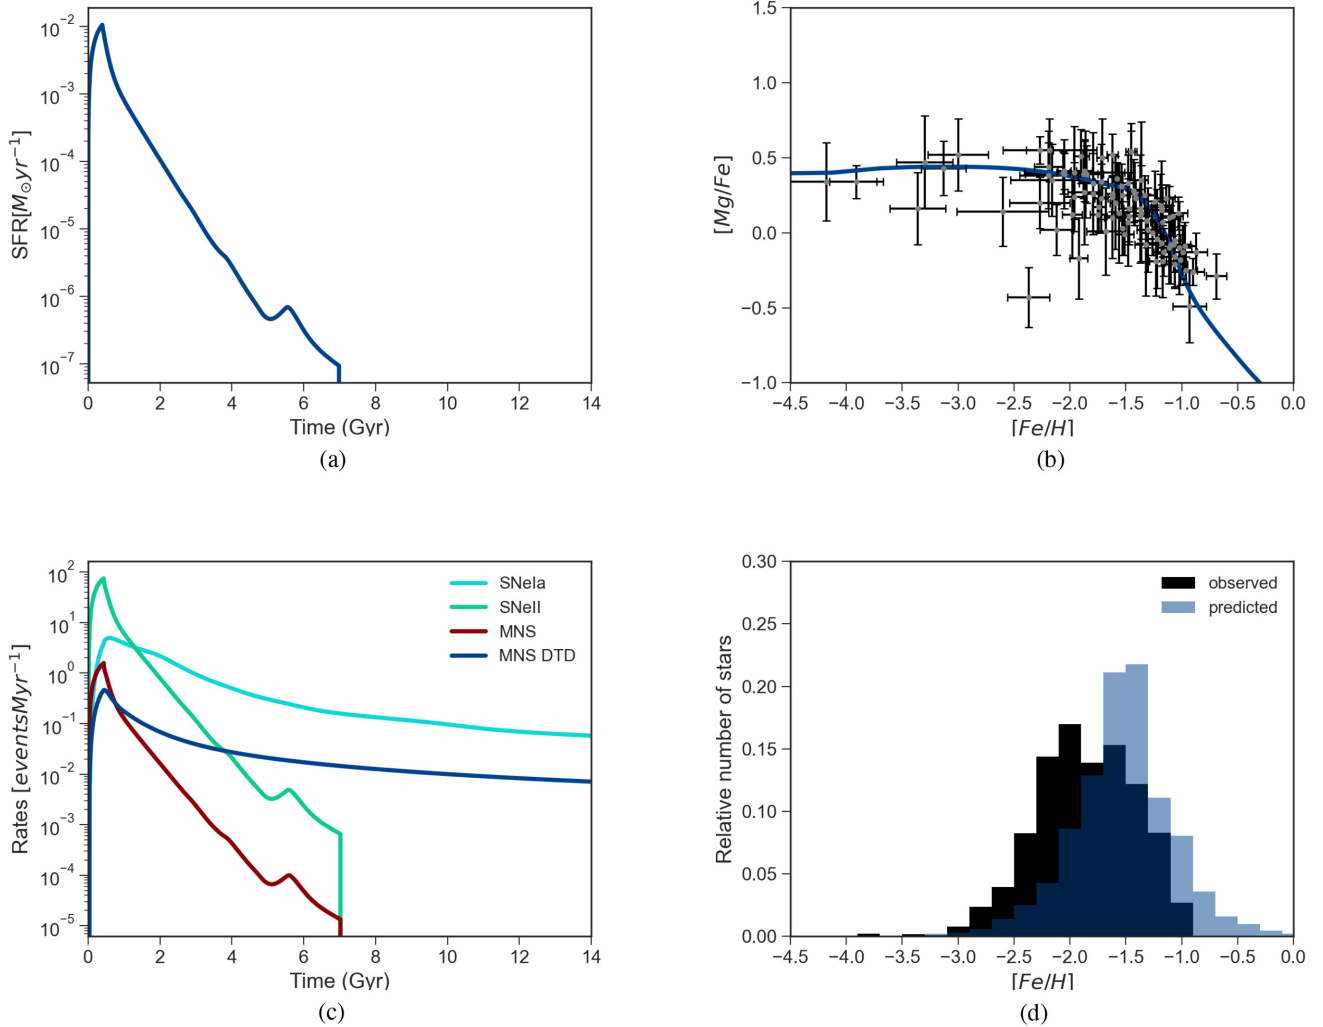 10⁻²
10⁻³
10⁻⁴
10⁻⁵
10⁻⁶
10⁻⁷
SFR[M⊙yr⁻¹]
0 2 4 6 8 10 12 14
Time (Gyr)
(a)
1.5
1.0
0.5
0.0
−0.5
−1.0
[Mg/Fe]
−4.5 −4.0 −3.5 −3.0 −2.5 −2.0 −1.5 −1.0 −0.5 0.0
[Fe/H]
(b)
10²
10¹
10⁰
10⁻¹
10⁻²
10⁻³
10⁻⁴
10⁻⁵
Rates [eventsMyr⁻¹]
SNeIa
SNeII
MNS
MNS DTD
0 2 4 6 8 10 12 14
Time (Gyr)
(c)
0.30
0.25
0.20
0.15
0.10
0.05
0.00
Relative number of stars
observed
predicted
−4.5 −4.0 −3.5 −3.0 −2.5 −2.0 −1.5 −1.0 −0.5 0.0
[Fe/H]
(d)